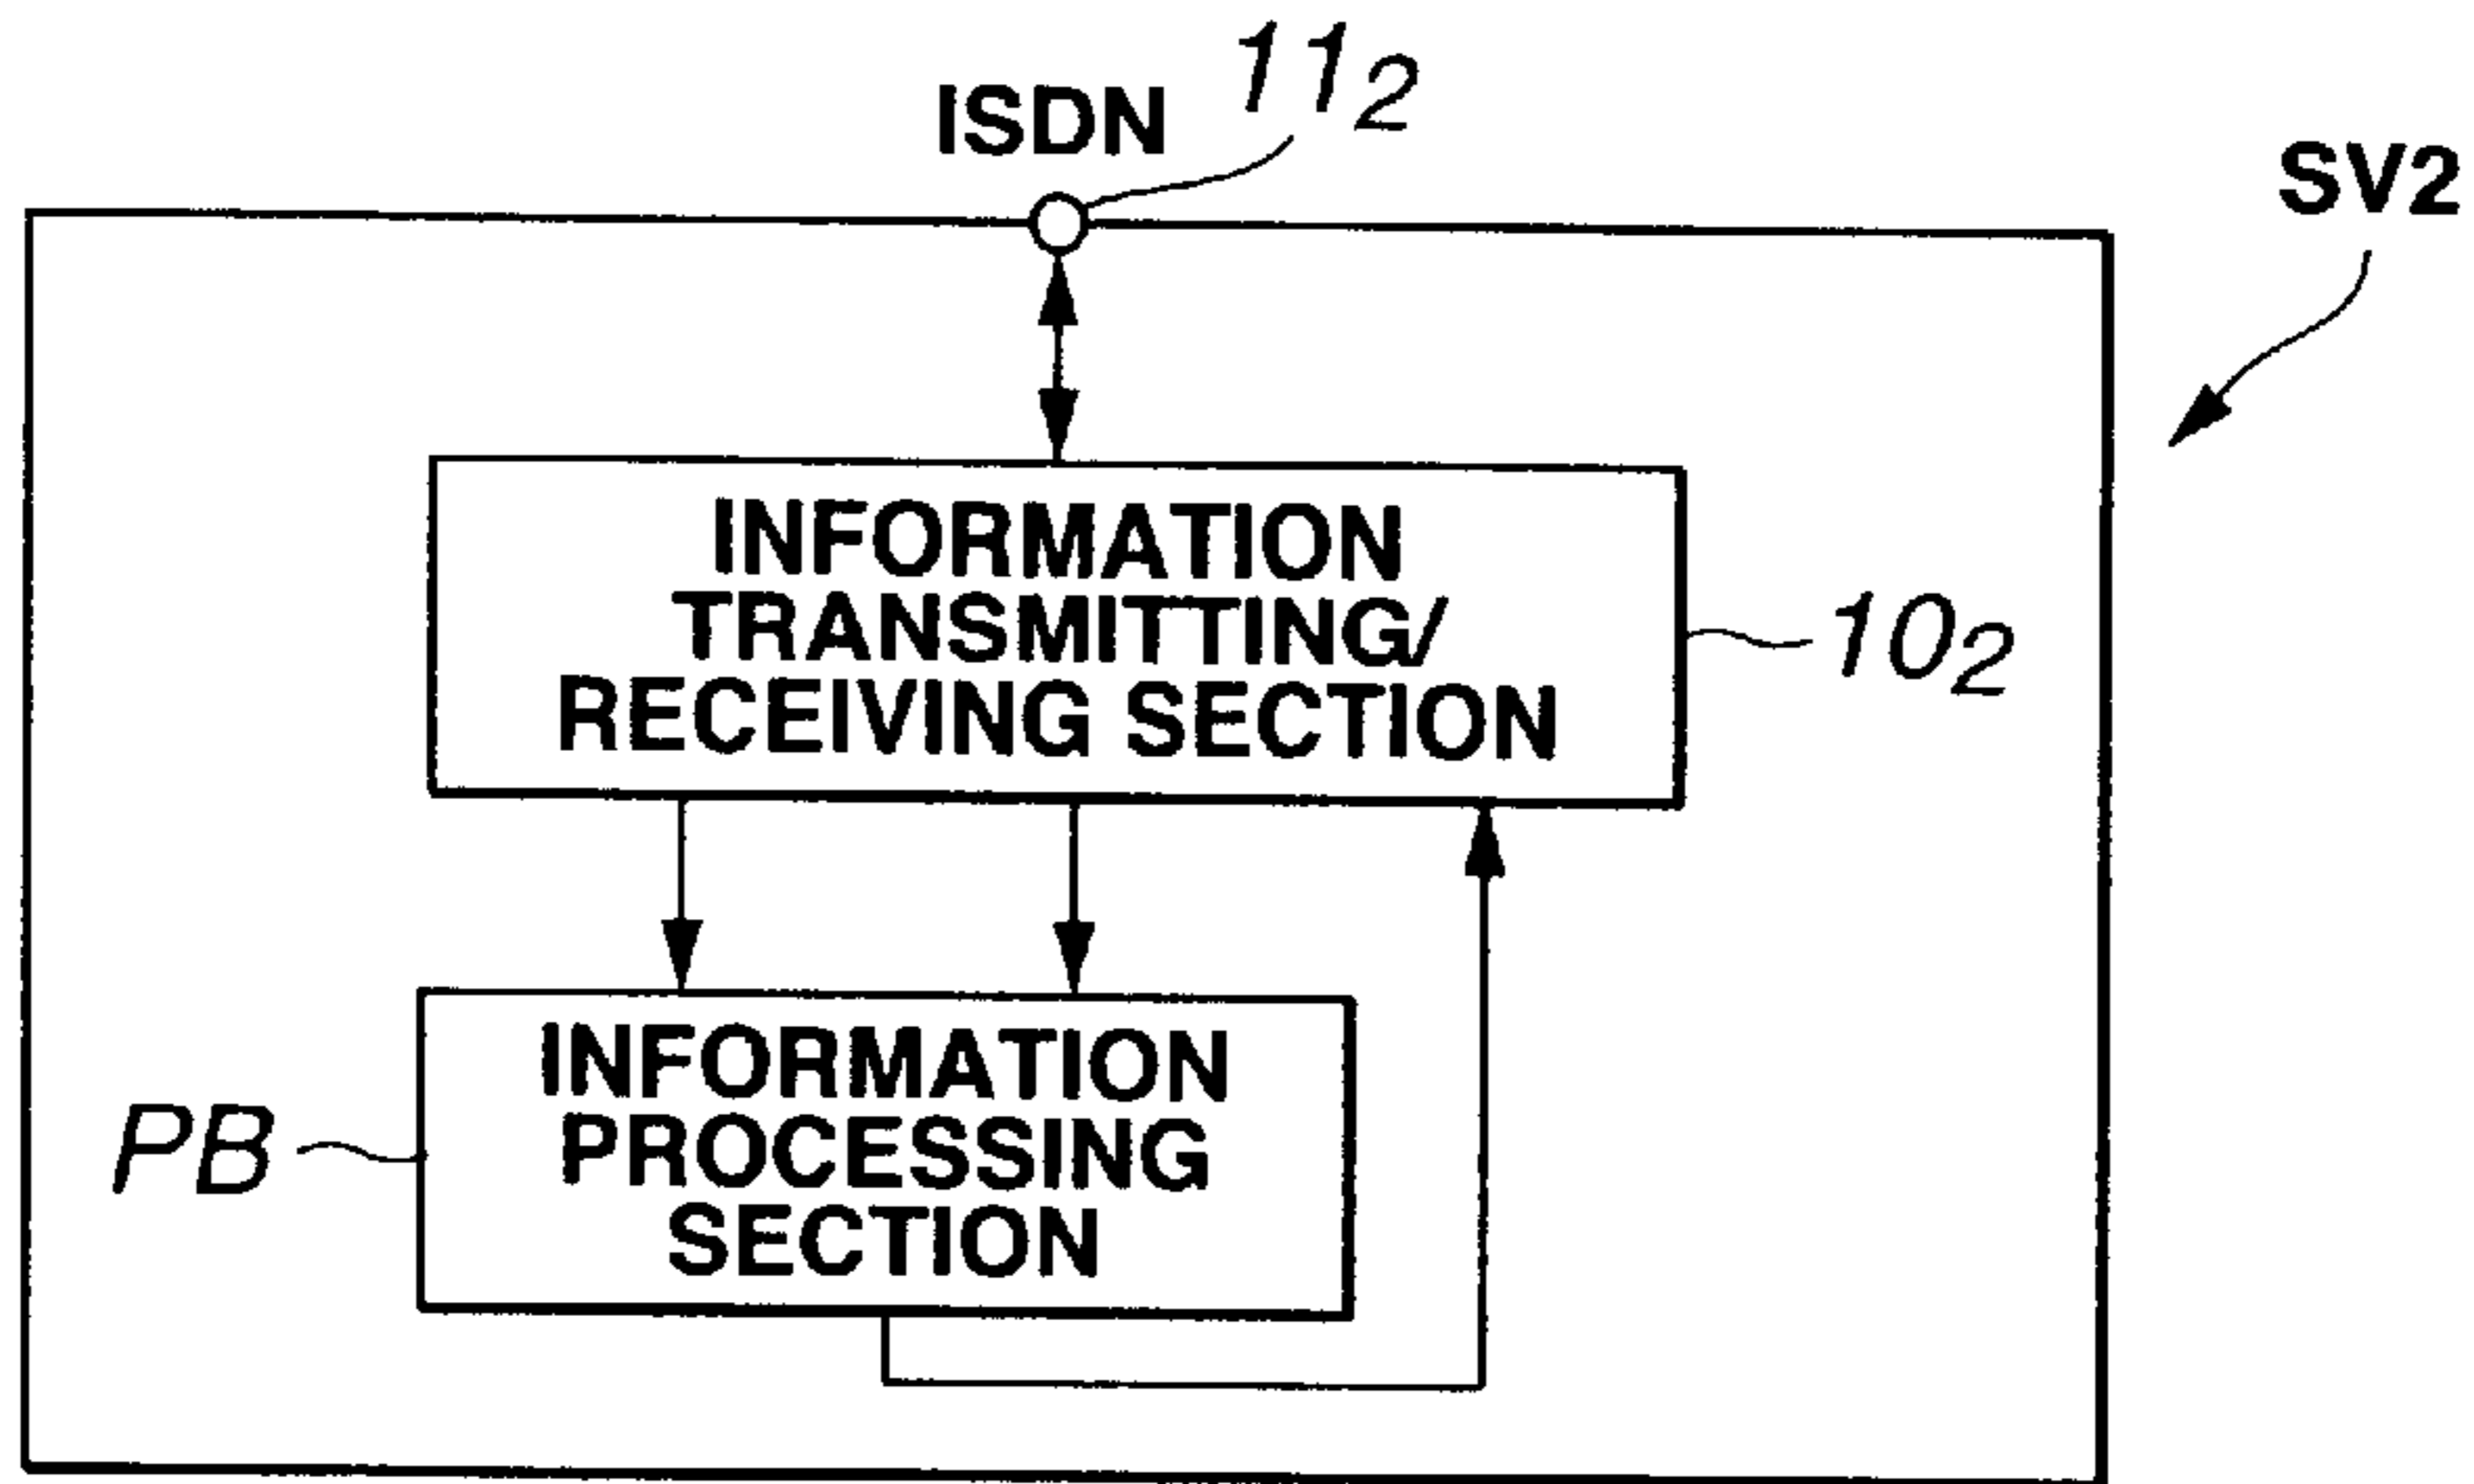 11₂
ISDN
SV2
INFORMATION
TRANSMITTING/
RECEIVING SECTION
10₂
INFORMATION
PROCESSING
SECTION
PB